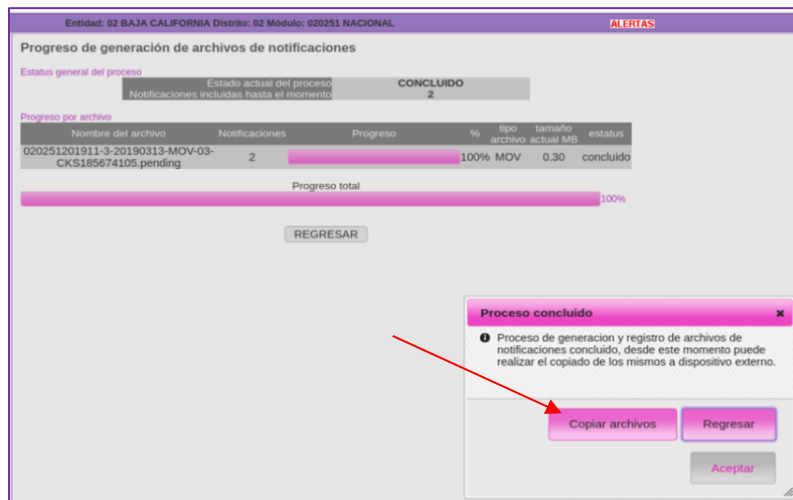 Entidad: 02 BAJA CALIFORNIA Distrito: 02 Módulo: 020251 NACIONAL ALERTAS
Progreso de generación de archivos de notificaciones
Estatus general del proceso
Estado actual del proceso CONCLUIDO
Notificaciones incluidas hasta el momento 2
Progreso por archivo
Nombre del archivo Notificaciones Progreso % tipo archivo tamaño actual MB estatus
020251201911-3-20190313-MOV-03-
CKS185674105.pending 2 100% MOV 0.30 concluido
Progreso total
100%
REGRESAR
Proceso concluido
Proceso de generacion y registro de archivos de
notificaciones concluido, desde este momento puede
realizar el copiado de los mismos a dispositivo externo.
Copiar archivos Regresar
Aceptar